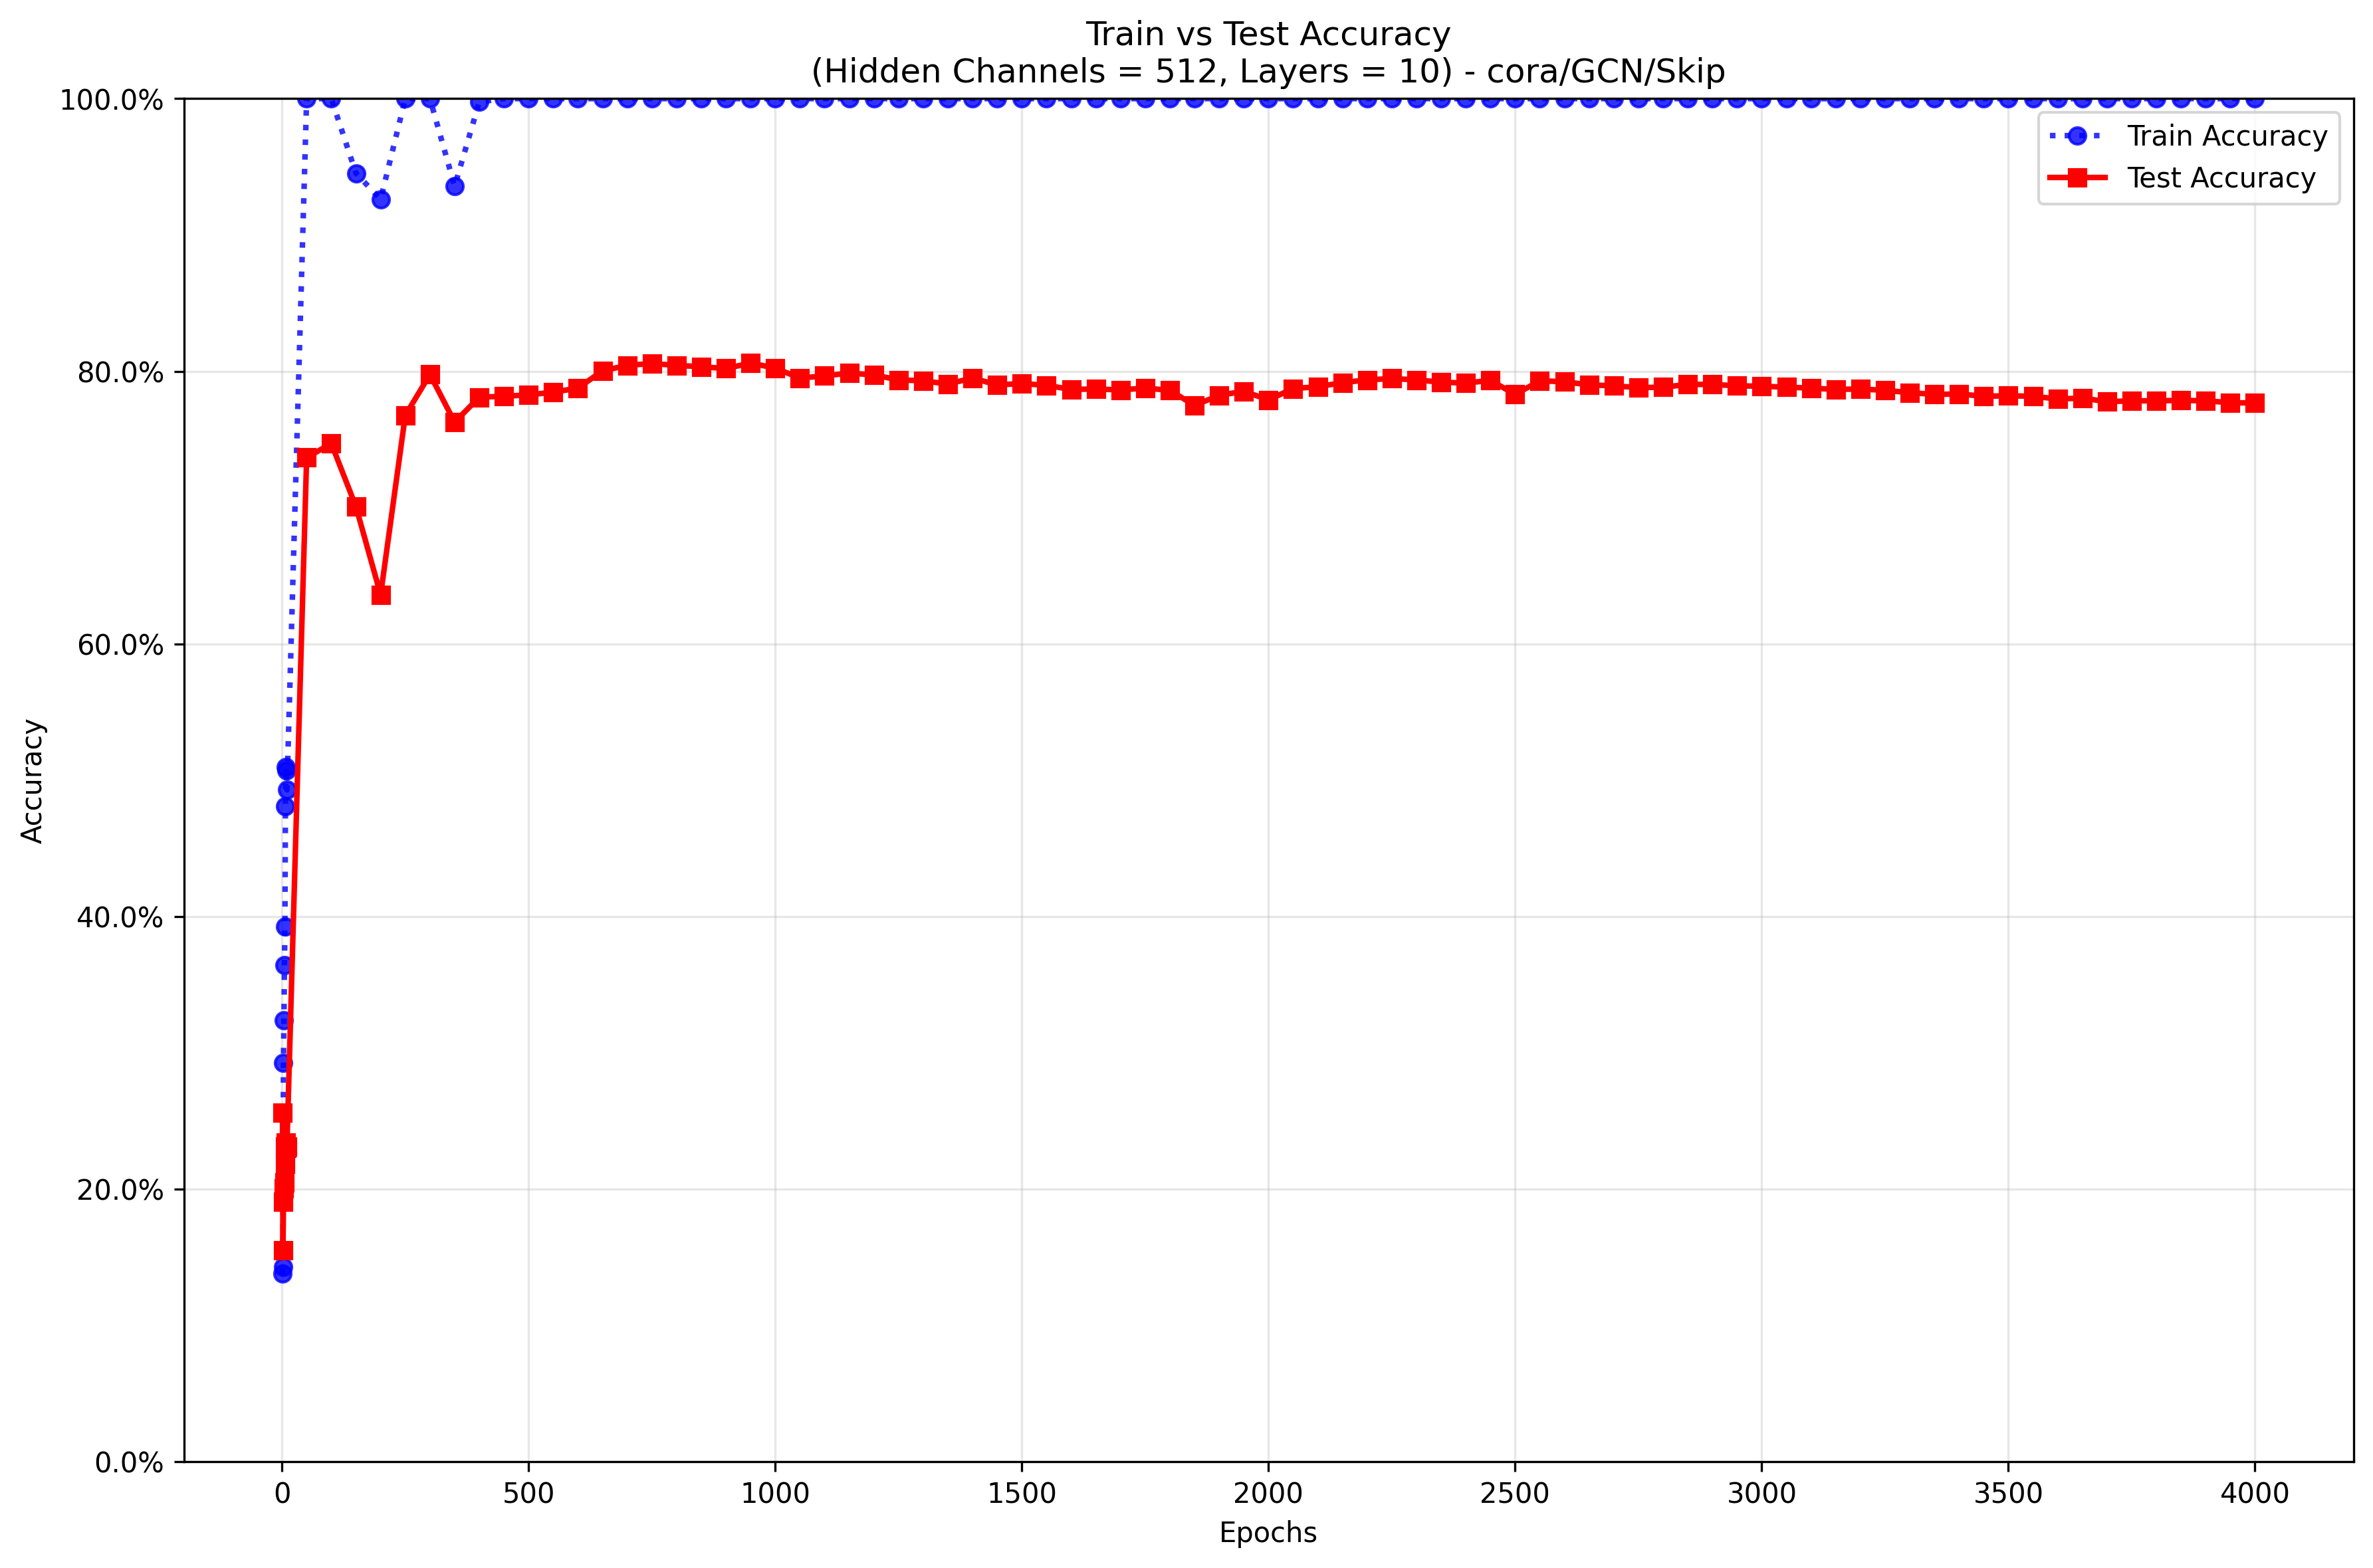 Train vs Test Accuracy
(Hidden Channels = 512, Layers = 10) - cora/GCN/Skip
100.0%
80.0%
60.0%
40.0%
20.0%
0.0%
Accuracy
Train Accuracy
Test Accuracy
0 500 1000 1500 2000 2500 3000 3500 4000
Epochs